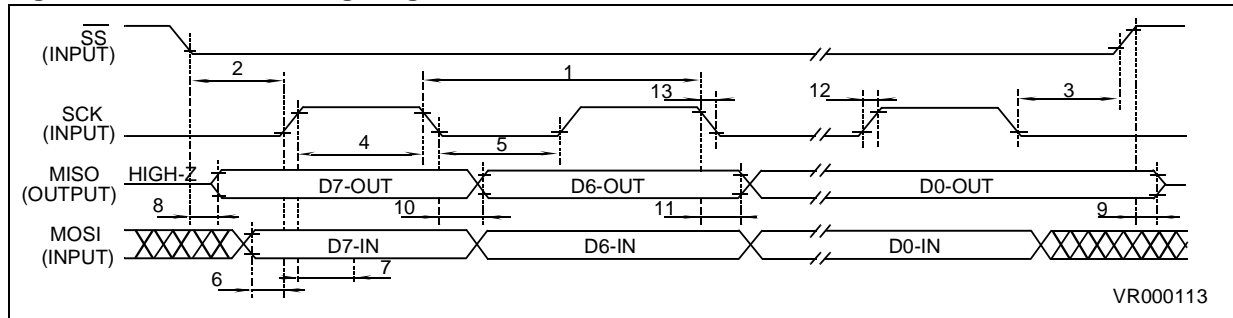 SS
(INPUT)
2
1
13
12
3
SCK
(INPUT)
4
5
MISO
(OUTPUT)
HIGH-Z
D7-OUT
D6-OUT
D0-OUT
8
10
11
9
MOSI
(INPUT)
D7-IN
D6-IN
D0-IN
6
7
VR000113